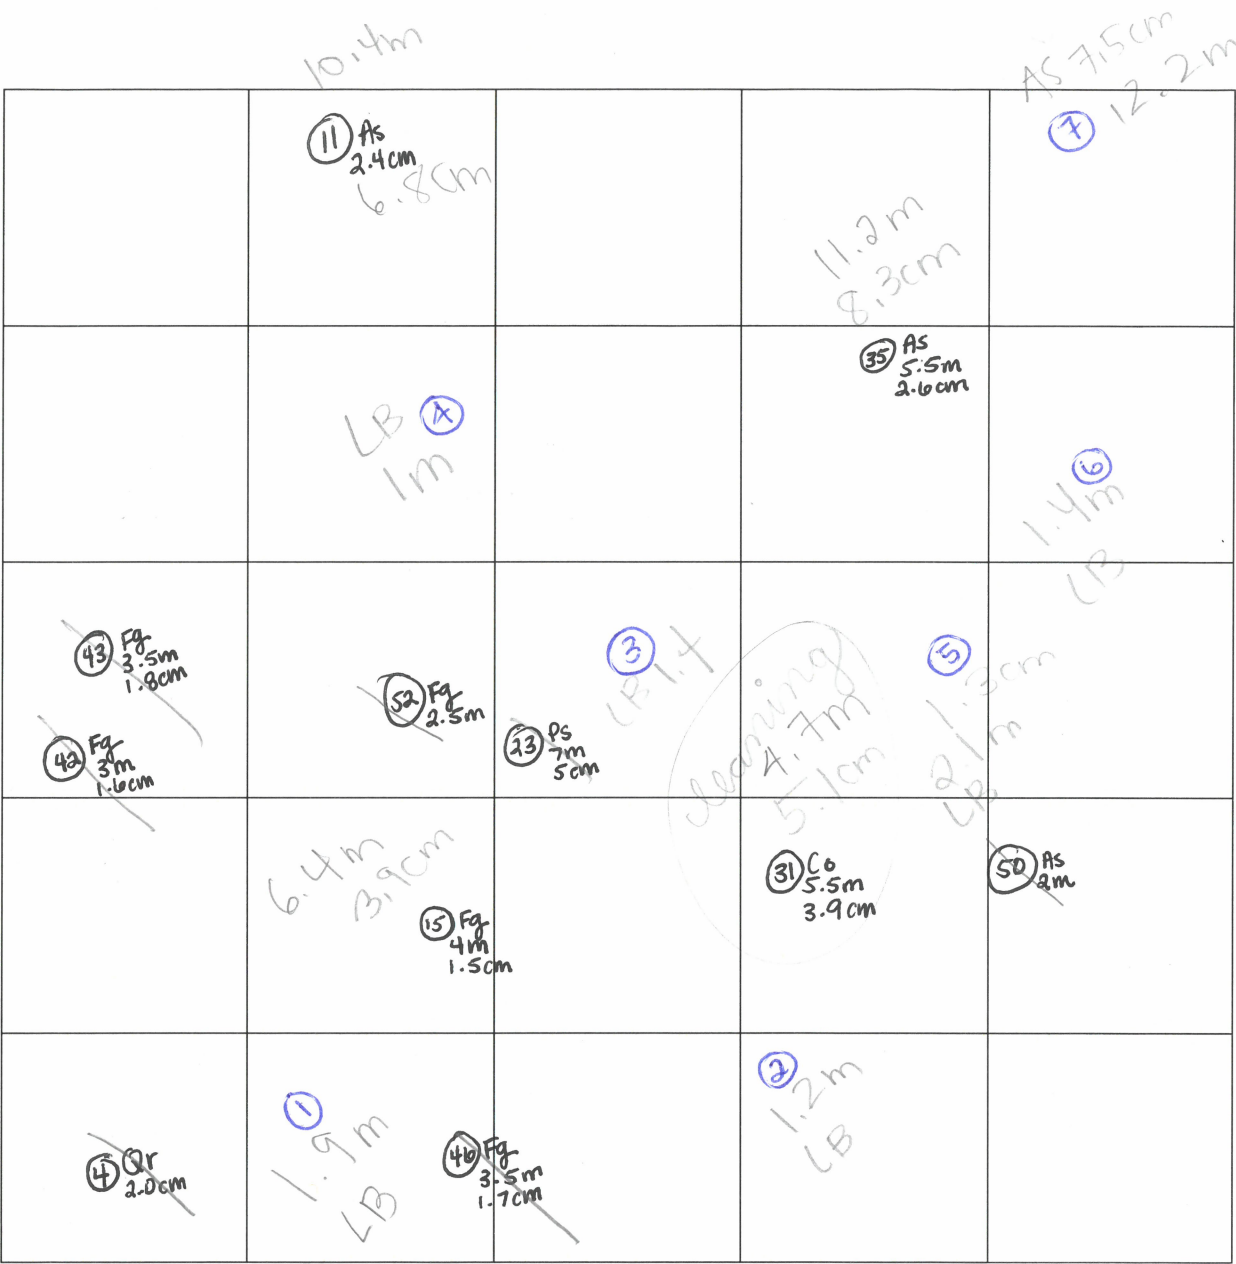 10.4m
AS 7.5cm
12.2m
11 As
2.4cm
6.8cm
7
11.2m
8.3cm
35 As
5.5m
2.6cm
LB 4
1m
6
1.4m
LB
43 Fg
3.5m
1.8cm
42 Fg
3m
1.6cm
52 Fg
2.5m
23 Ps
7m
5cm
3
LB 1.4
leaning
4.7m
5.1cm
5
1.3cm
2.1m
LB
6.4m
3.9cm
15 Fg
4m
1.5cm
31 Co
5.5m
3.9cm
50 As
2m
4 Qr
2.0cm
1
1.9m
LB
46 Fg
3.5m
1.7cm
2
1.2m
LB